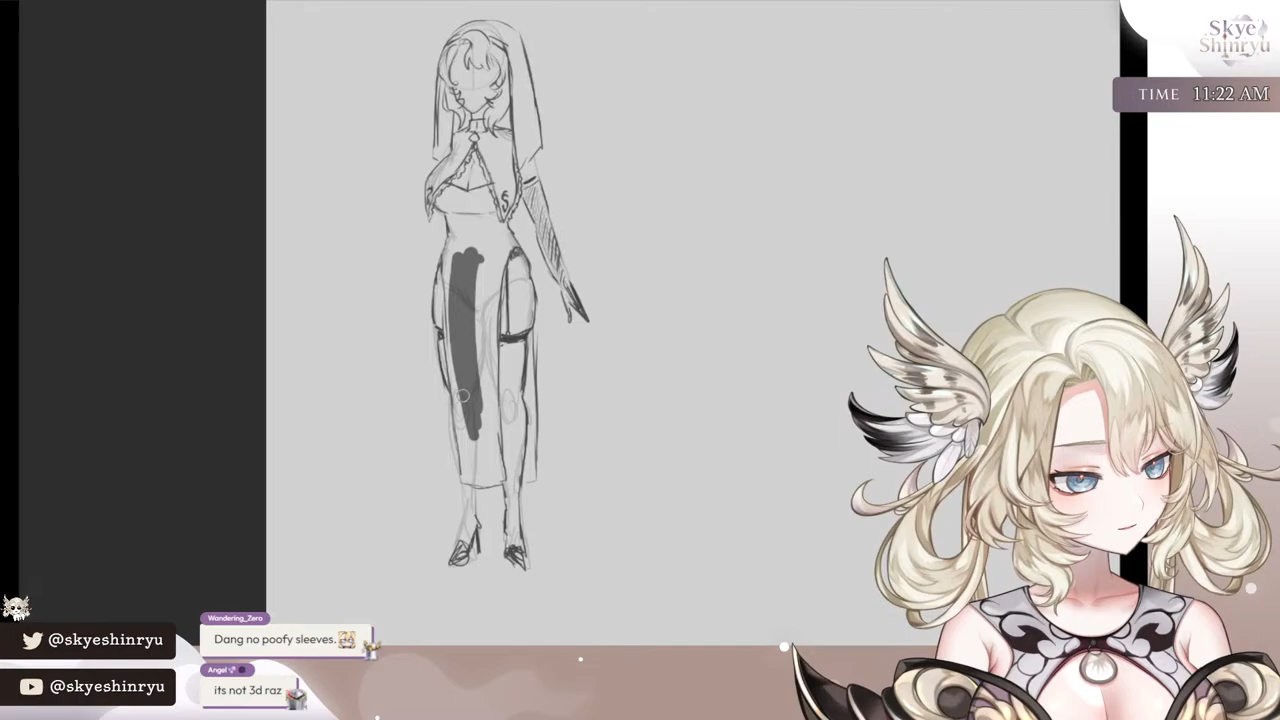 Skye
Shinryu
TIME 11:22 AM
Wandering_Zero
Dang no poofy sleeves.
@skyeshinryu
Angel
its not 3d raz
@skyeshinryu